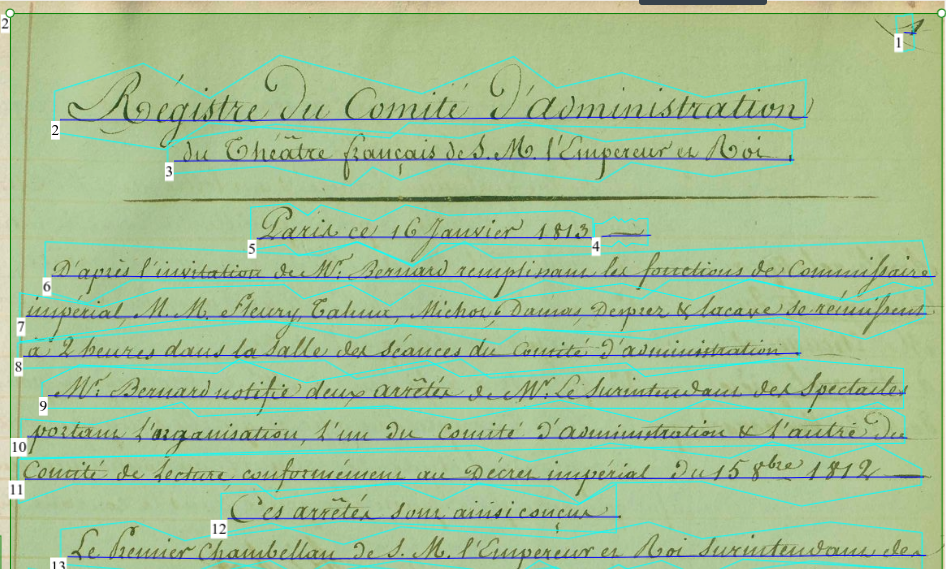 1
Régistre du Comité d'administration
du Théâtre français de S. M. l'Empereur et Roi.
Paris ce 16 Janvier 1813 —
D'après l'invitation de Mr. Bernard remplissant les fonctions de Commissaire
impérial, M. M. Fleury, Talma, Michot, Damas, Desprez & Lacave se réunissent
à 2 heures dans la Salle des séances du Comité d'administration.
Mr. Bernard notifie deux arrêtés de Mr. Le Surintendant des Spectacles
portant l'organisation, l'un du Comité d'administration & l'autre du
Comité de lecture conformément au Décret impérial du 15 8bre 1812 —
Ces arrêtés sont ainsi conçus
Le Premier Chambellan de S. M. l'Empereur et Roi Surintendant des